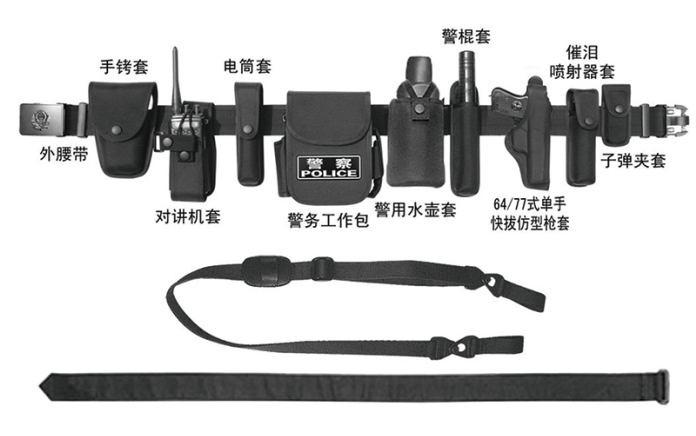 警棍套
催泪
喷射器套
手铐套
电筒套
外腰带
警察
POLICE
子弹夹套
对讲机套
警务工作包
警用水壶套
64/77式单手
快拔仿型枪套